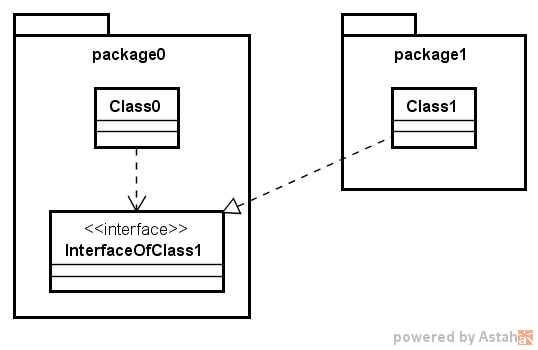 package0
package1
Class0
Class1
<<interface>>
InterfaceOfClass1
powered by Astah